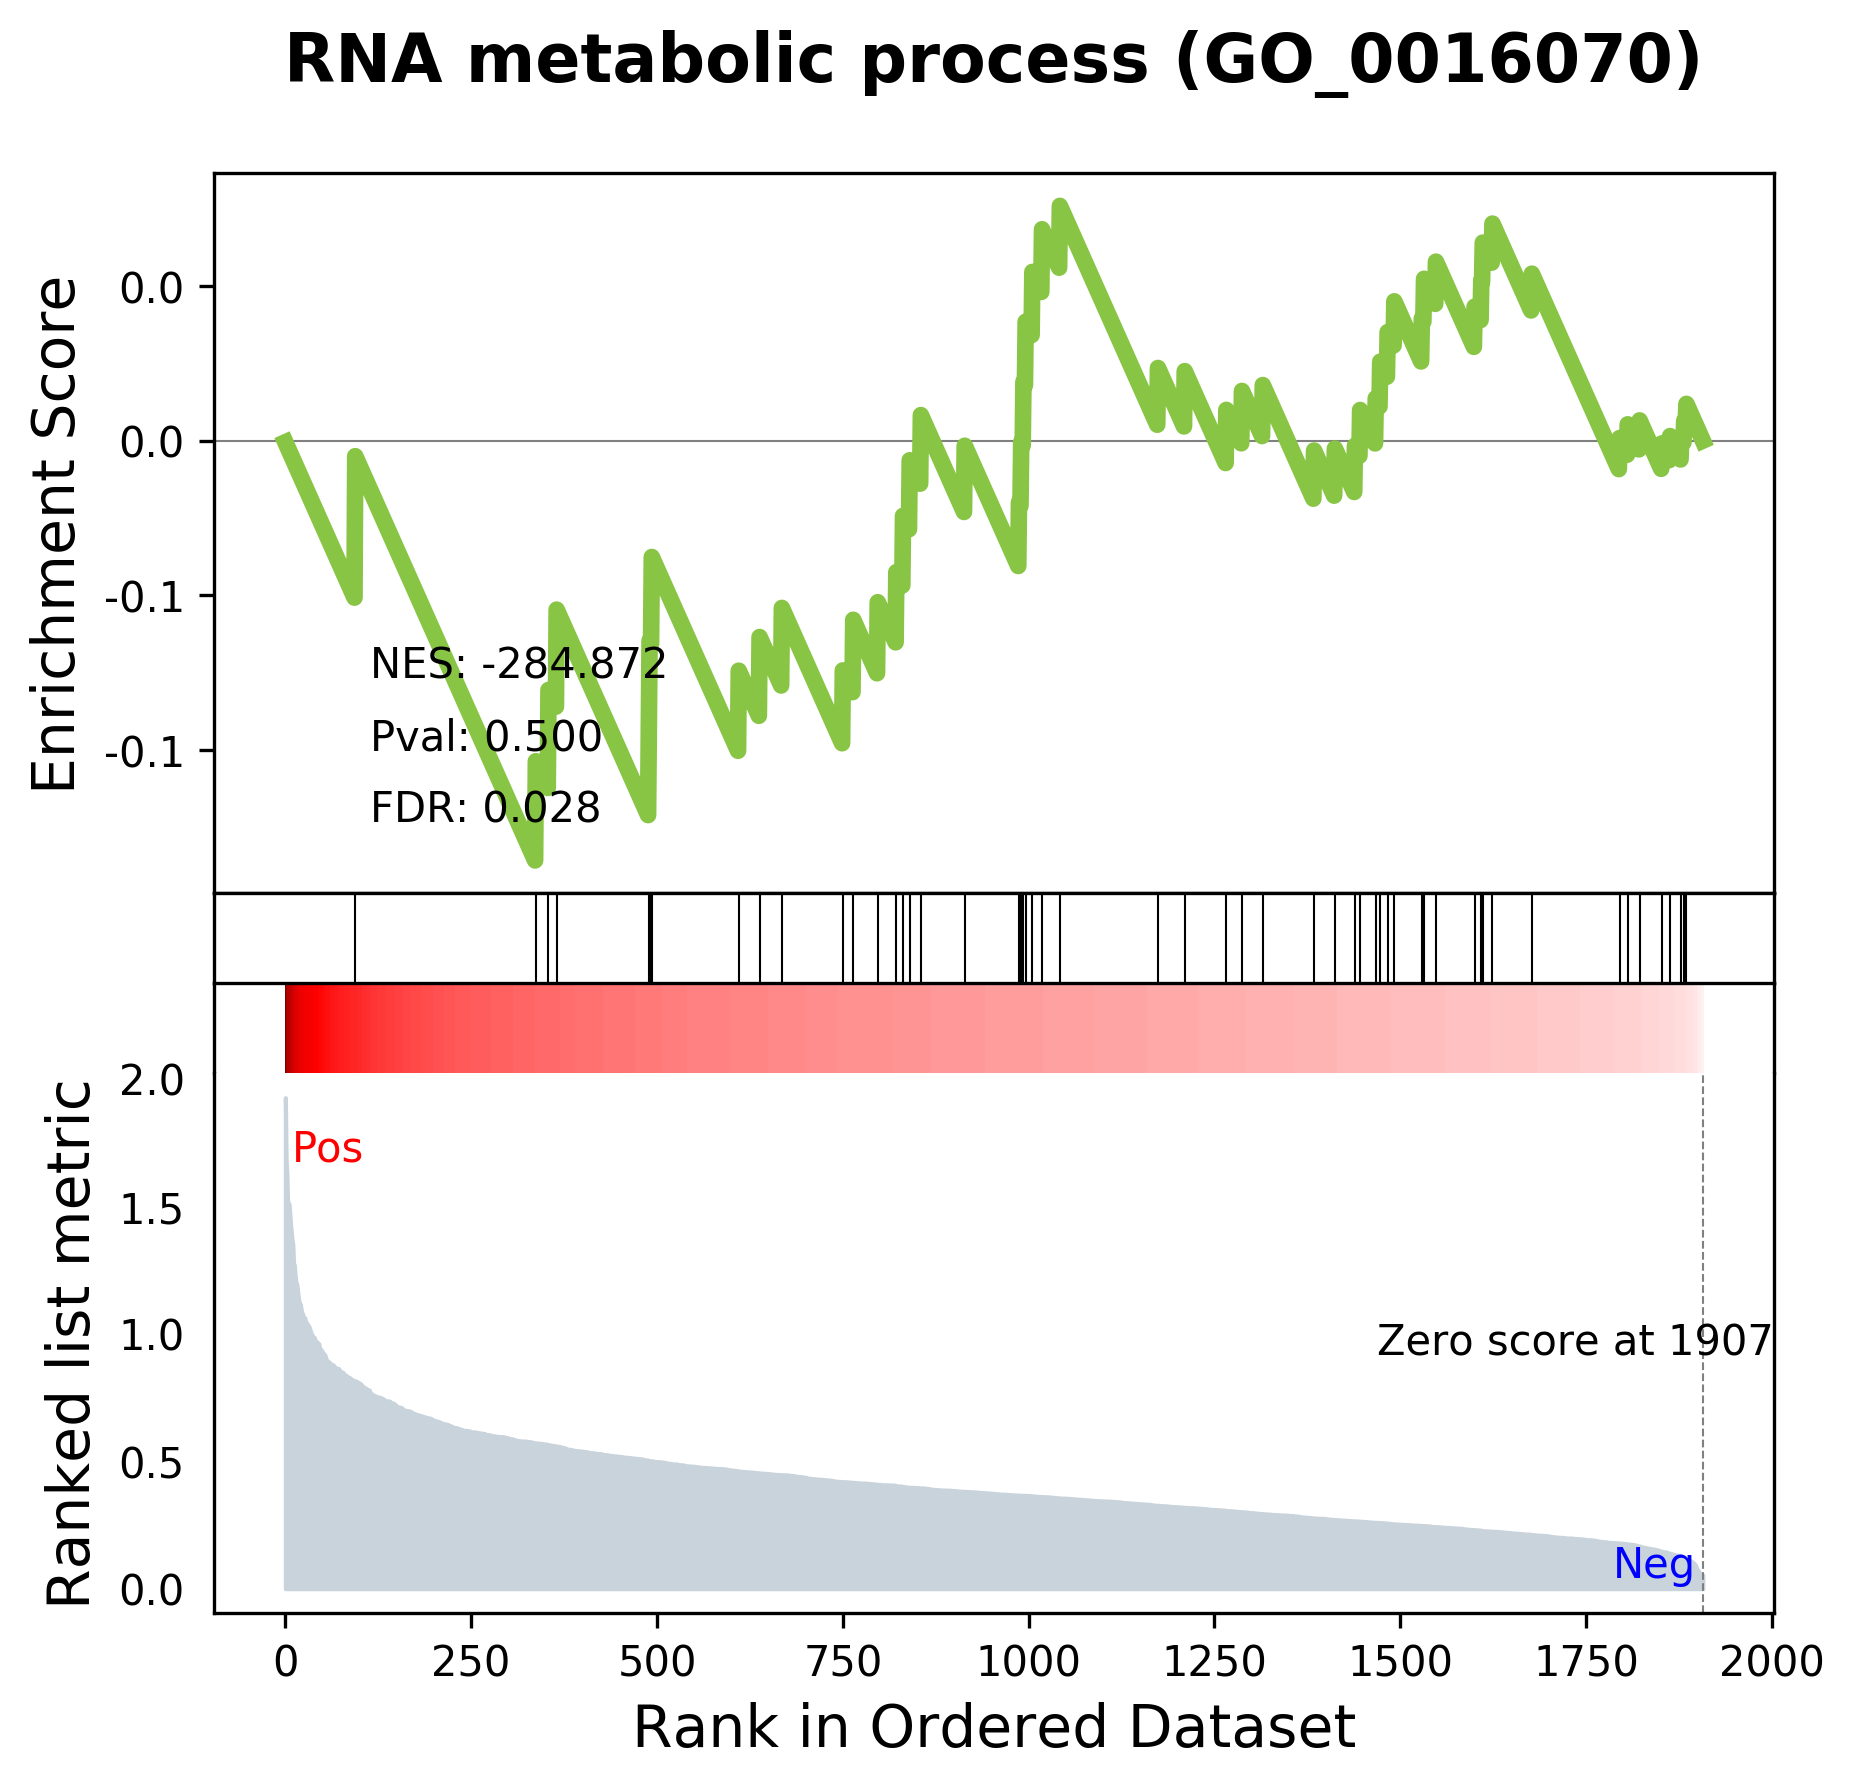 RNA metabolic process (GO_0016070)
Enrichment Score
0.0
0.0
-0.1
-0.1
NES: -284.872
Pval: 0.500
FDR: 0.028
Ranked list metric
2.0
1.5
1.0
0.5
0.0
Pos
Zero score at 1907
Neg
0 250 500 750 1000 1250 1500 1750 2000
Rank in Ordered Dataset